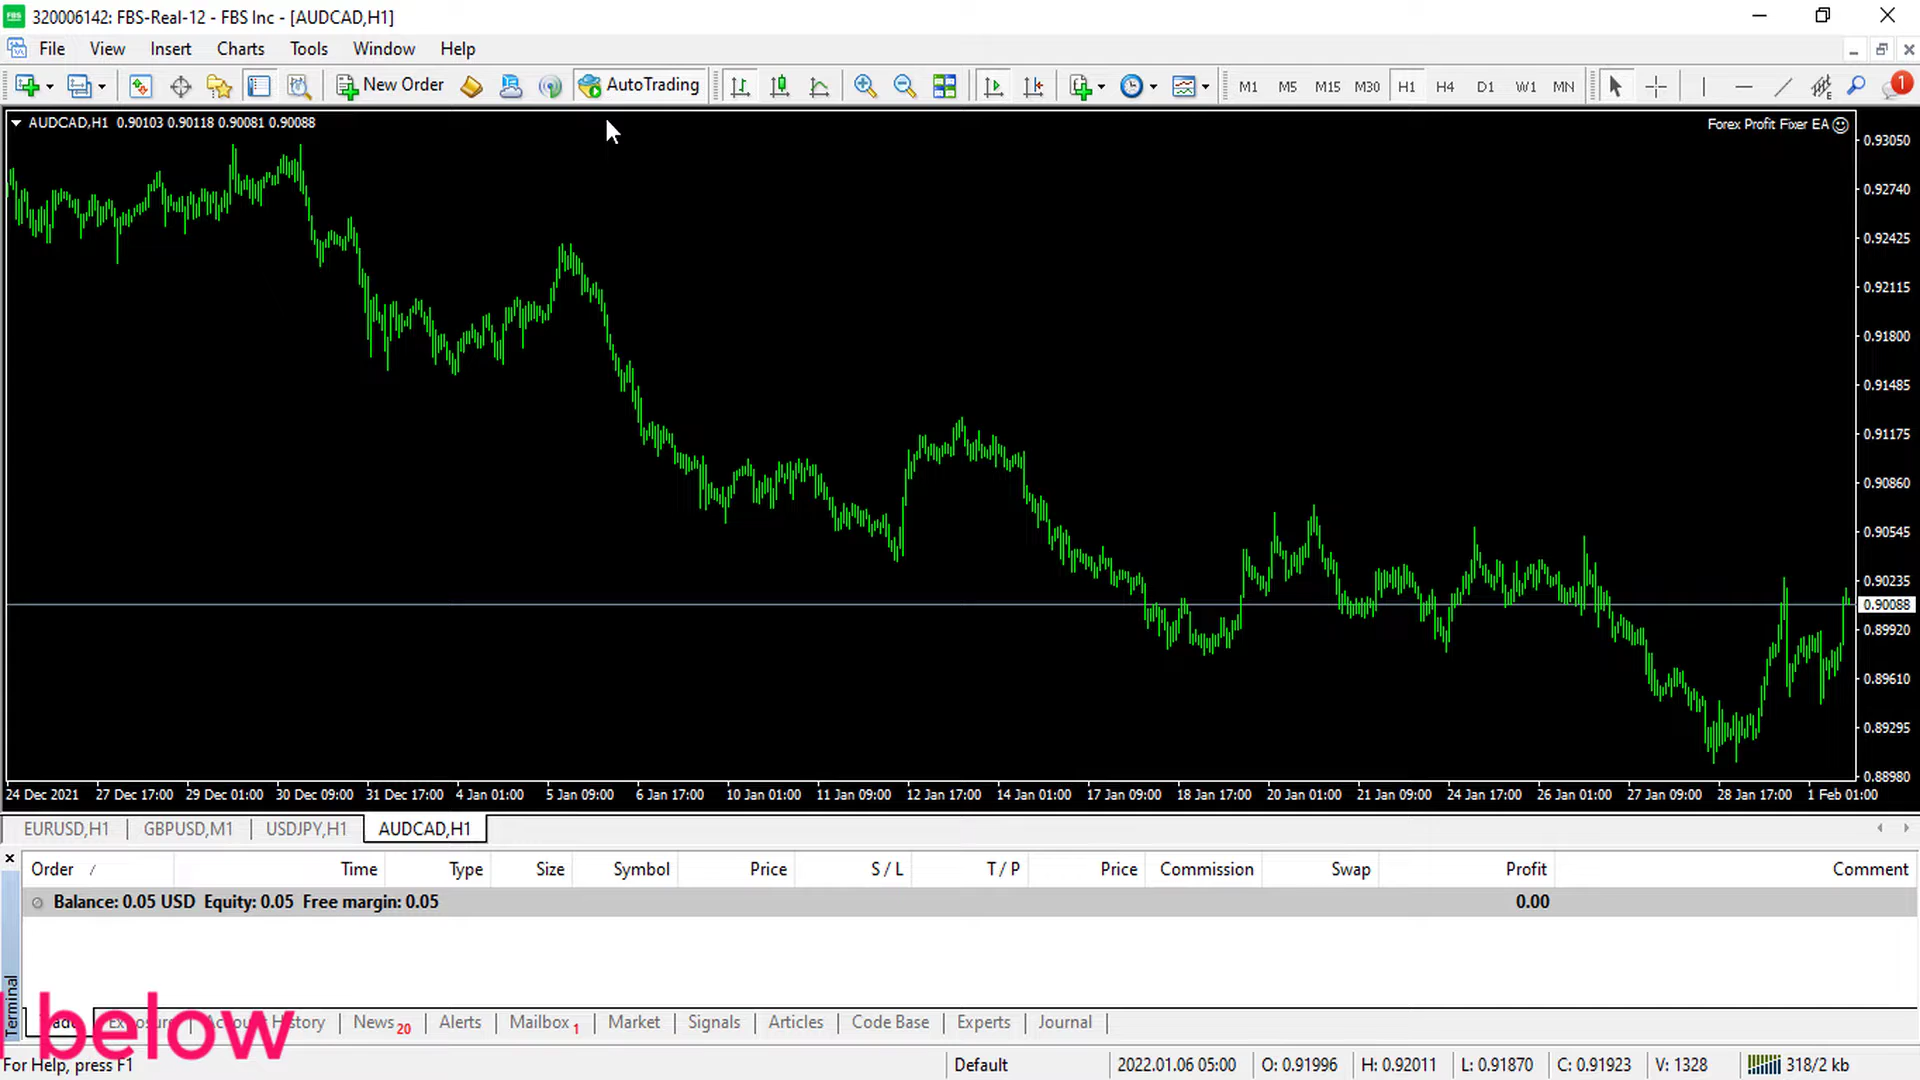 320006142: FBS-Real-12 - FBS Inc - [AUDCAD,H1]
File View Insert Charts Tools Window Help
New Order AutoTrading M1 M5 M15 M30 H1 H4 D1 W1 MN 1
AUDCAD,H1 0.90103 0.90118 0.90081 0.90088
Forex Profit Fixer EA
0.93050
0.92740
0.92425
0.92115
0.91800
0.91485
0.91175
0.90860
0.90545
0.90235
0.90088
0.89920
0.89610
0.89295
0.88980
24 Dec 2021 27 Dec 17:00 29 Dec 01:00 30 Dec 09:00 31 Dec 17:00 4 Jan 01:00 5 Jan 09:00 6 Jan 17:00 10 Jan 01:00 11 Jan 09:00 12 Jan 17:00 14 Jan 01:00 17 Jan 09:00 18 Jan 17:00 20 Jan 01:00 21 Jan 09:00 24 Jan 17:00 26 Jan 01:00 27 Jan 09:00 28 Jan 17:00 1 Feb 01:00
EURUSD,H1 GBPUSD,M1 USDJPY,H1 AUDCAD,H1
Order / Time Type Size Symbol Price S / L T / P Price Commission Swap Profit Comment
Balance: 0.05 USD Equity: 0.05 Free margin: 0.05 0.00
Terminal
below
History News 20 Alerts Mailbox 1 Market Signals Articles Code Base Experts Journal
For Help, press F1 Default 2022.01.06 05:00 O: 0.91996 H: 0.92011 L: 0.91870 C: 0.91923 V: 1328 318/2 kb